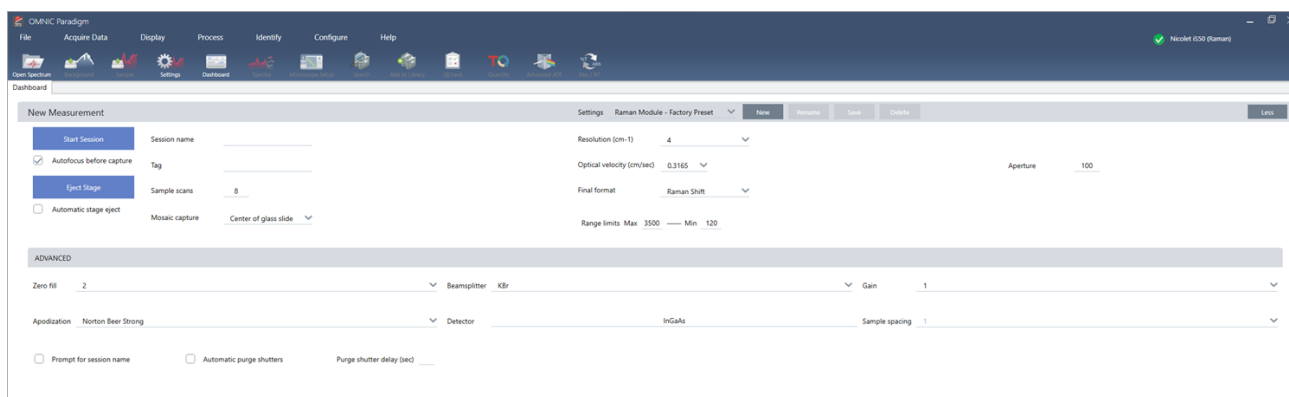 OMNIC Paradigm
File Acquire Data Display Process Identify Configure Help
Nicolet iS50 (Raman)
Open Spectrum Background Sample Settings Dashboard Spectra Microscope Setup Search Add to Library QCheck TQ Quantify Advanced ATR Abs / %T
Dashboard
New Measurement Settings Raman Module - Factory Preset New Rename Save Delete Less
Start Session Session name Resolution (cm-1) 4
Autofocus before capture Tag Optical velocity (cm/sec) 0.3165 Aperture 100
Eject Stage Sample scans 8 Final format Raman Shift
Automatic stage eject Mosaic capture Center of glass slide Range limits Max 3500 Min 120
ADVANCED
Zero fill 2 Beamsplitter KBr Gain 1
Apodization Norton Beer Strong Detector InGaAs Sample spacing 1
Prompt for session name Automatic purge shutters Purge shutter delay (sec)